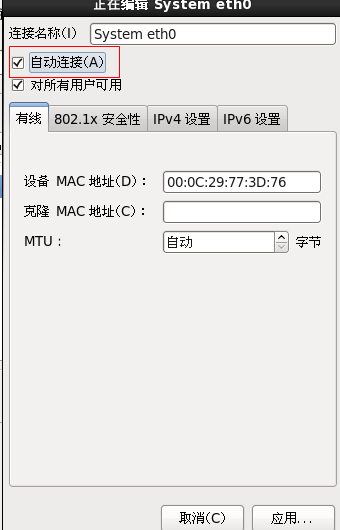 正在编辑 System eth0
连接名称(I) System eth0
自动连接(A)
对所有用户可用
有线 802.1x 安全性 IPv4 设置 IPv6 设置
设备 MAC 地址(D)： 00:0C:29:77:3D:76
克隆 MAC 地址(C)：
MTU： 自动 字节
取消(C) 应用...